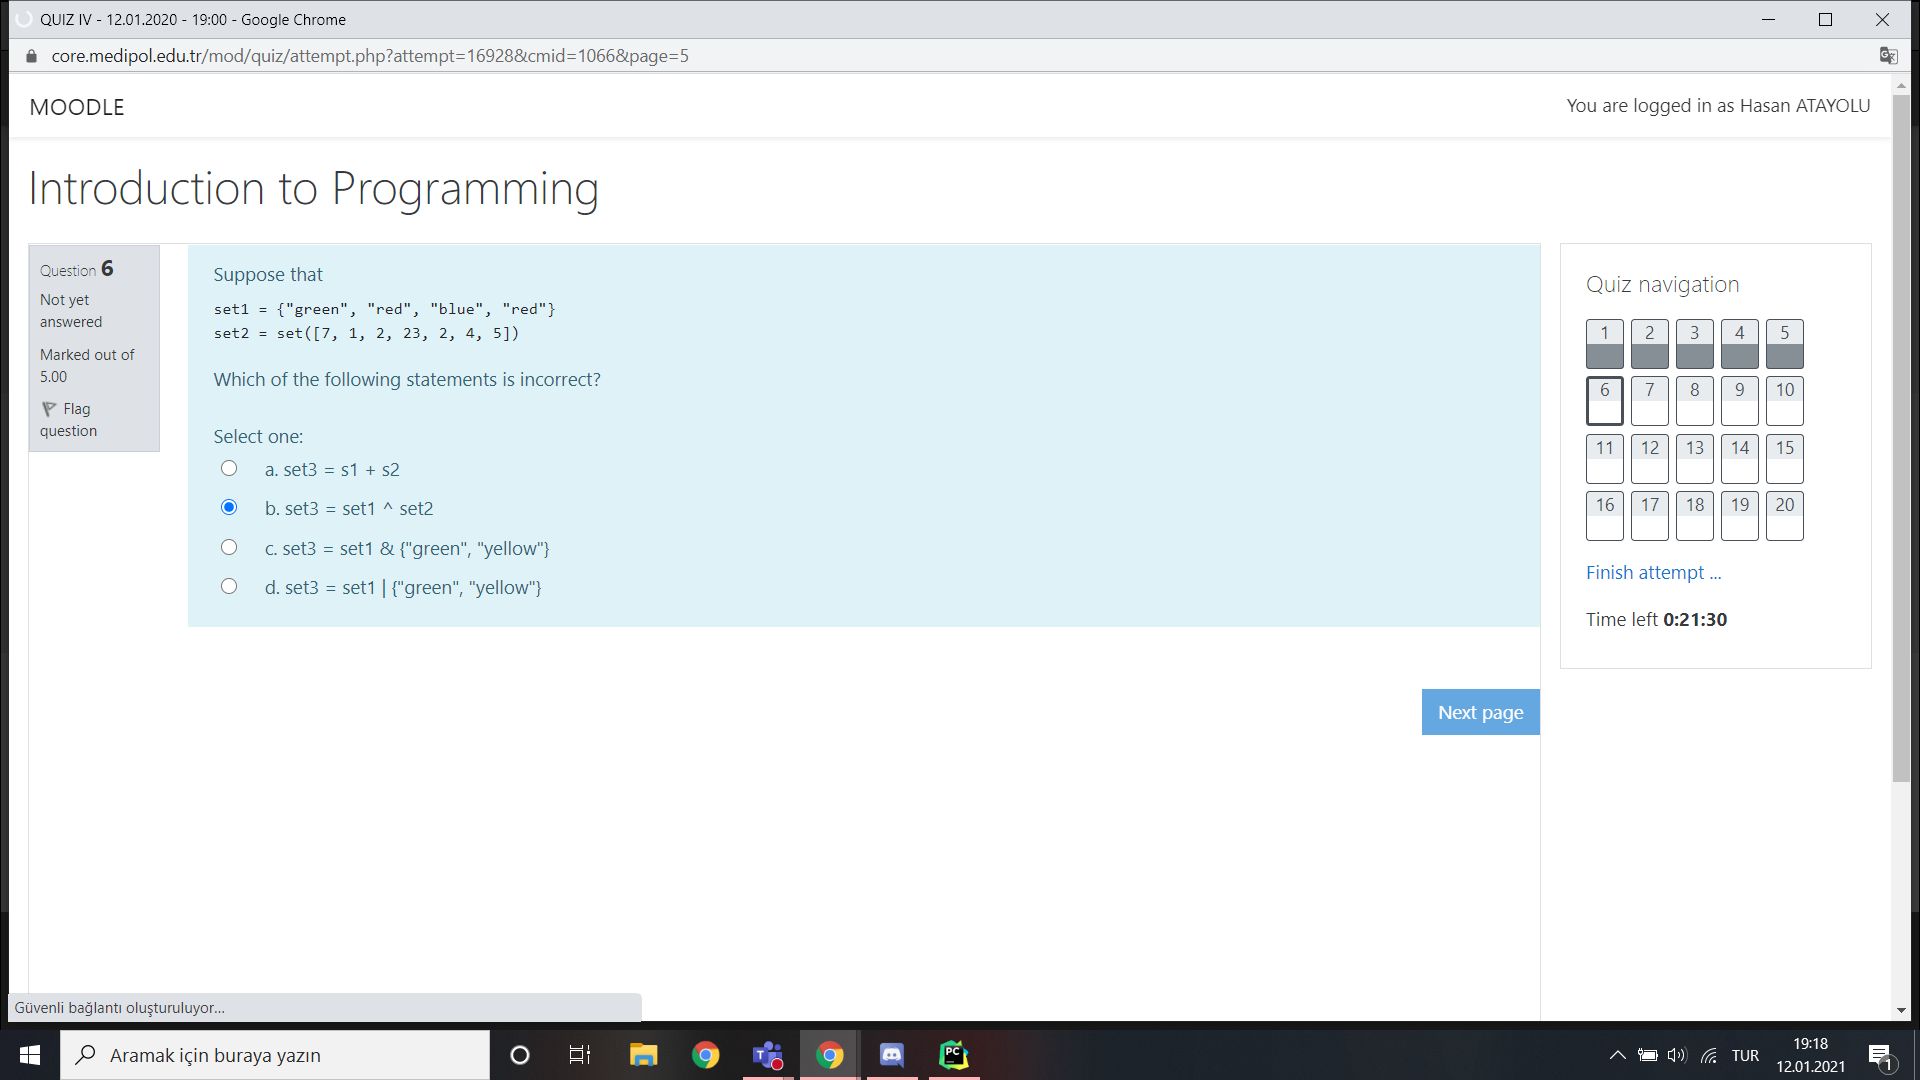 QUIZ IV - 12.01.2020 - 19:00 - Google Chrome
core.medipol.edu.tr/mod/quiz/attempt.php?attempt=16928&cmid=1066&page=5
MOODLE
You are logged in as Hasan ATAYOLU
Introduction to Programming
Question 6
Not yet
answered
Marked out of
5.00
Flag
question
Suppose that
set1 = {"green", "red", "blue", "red"}
set2 = set([7, 1, 2, 23, 2, 4, 5])
Which of the following statements is incorrect?
Select one:
a. set3 = s1 + s2
b. set3 = set1 ^ set2
c. set3 = set1 & {"green", "yellow"}
d. set3 = set1 | {"green", "yellow"}
Next page
Quiz navigation
1 2 3 4 5
6 7 8 9 10
11 12 13 14 15
16 17 18 19 20
Finish attempt ...
Time left 0:21:30
Güvenli bağlantı oluşturuluyor...
Aramak için buraya yazın
TUR
19:18
12.01.2021
1